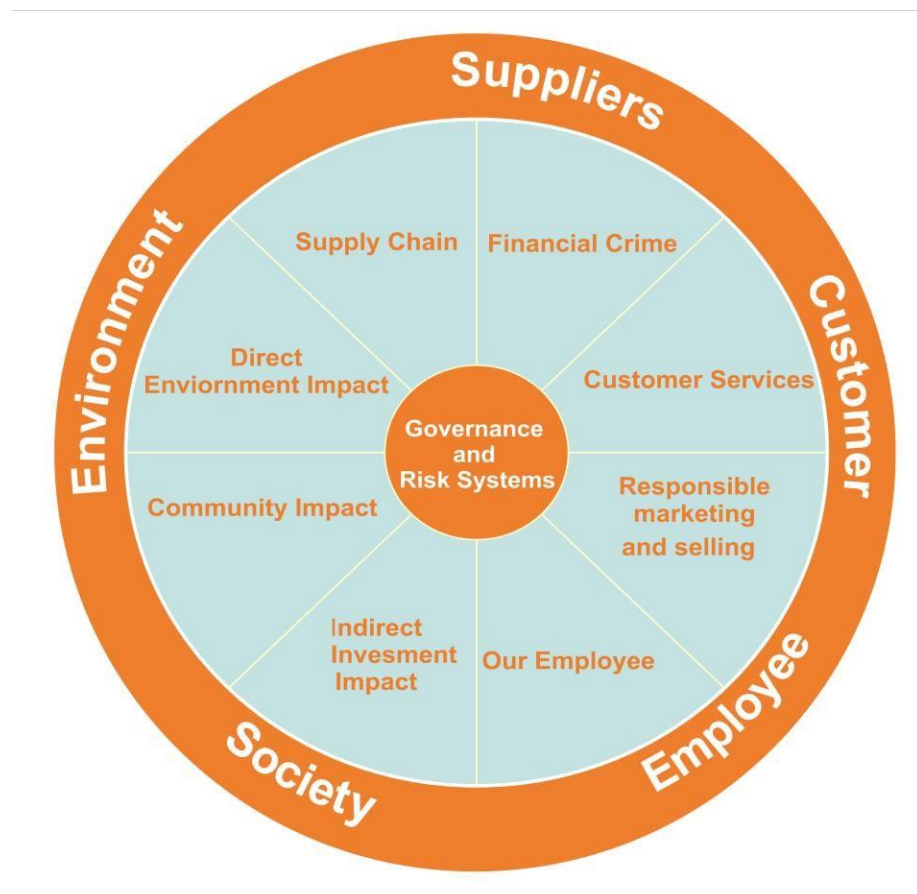 Suppliers
Customer
Employee
Society
Environment
Supply Chain
Financial Crime
Customer Services
Responsible
marketing
and selling
Our Employee
Indirect
Invesment
Impact
Community Impact
Direct
Enviornment Impact
Governance
and
Risk Systems